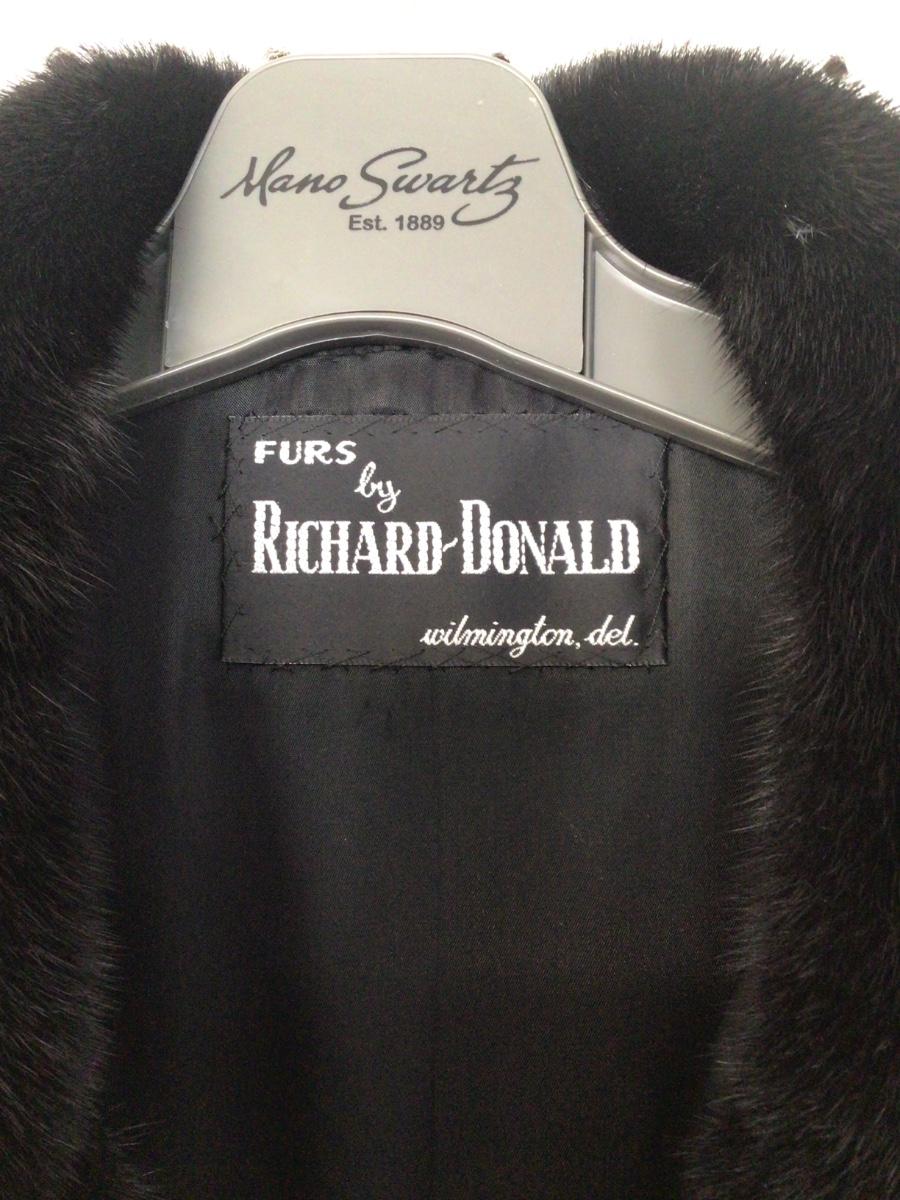 Mano Swartz
Est. 1889
FURS
by
RICHARD-DONALD
wilmington, del.